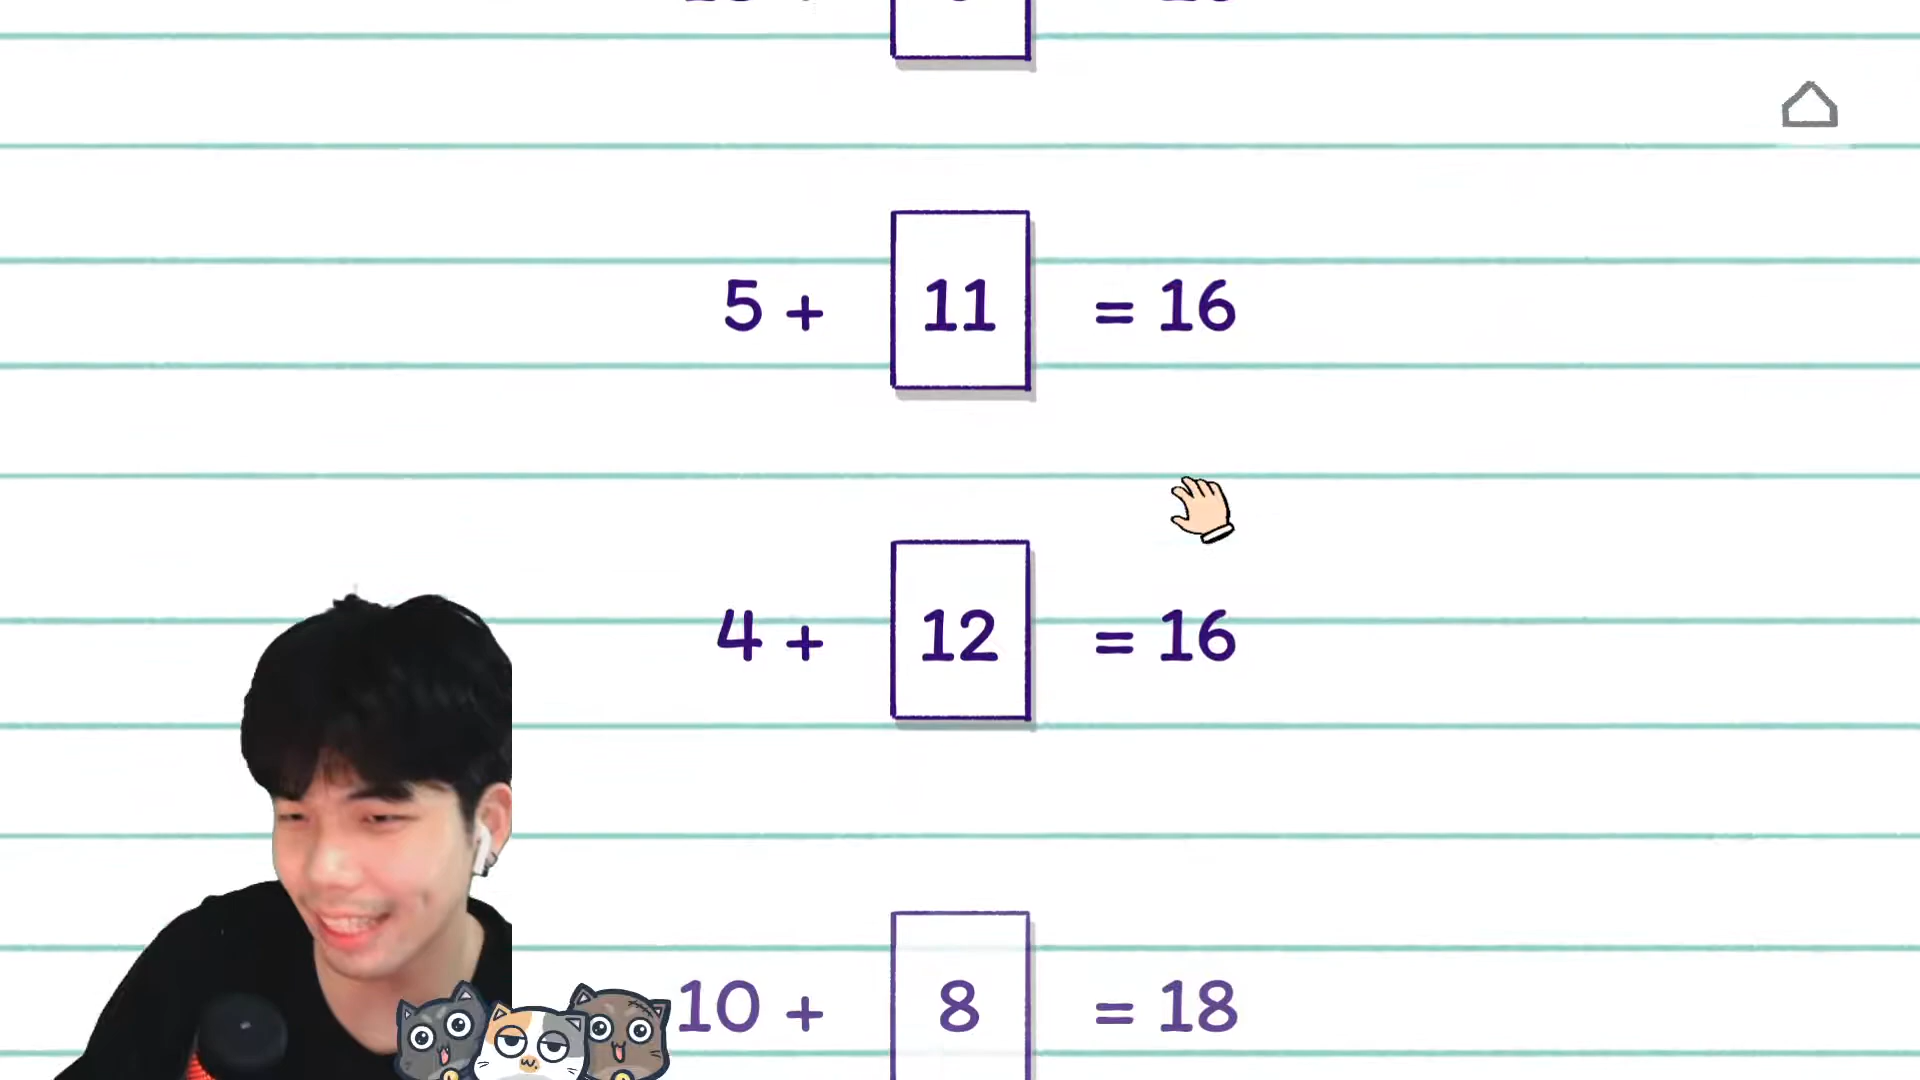 5 + 11 = 16
4 + 12 = 16
10 + 8 = 18